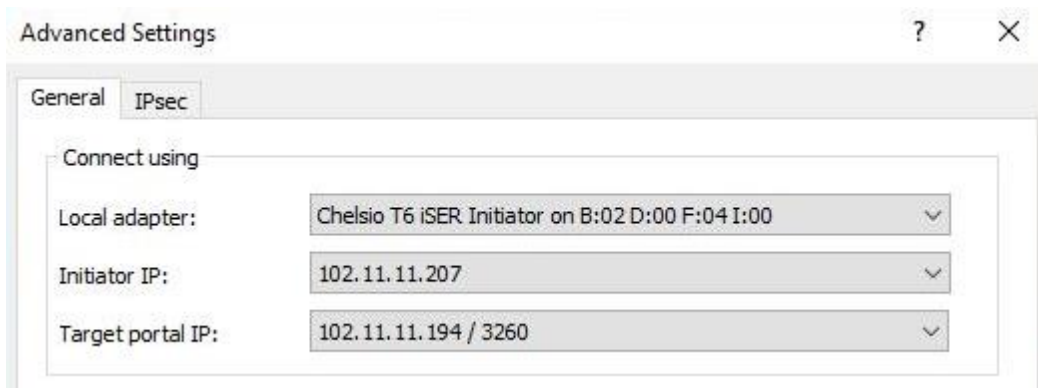 Advanced Settings ?
General IPsec
Connect using
Local adapter: Chelsio T6 iSER Initiator on B:02 D:00 F:04 I:00
Initiator IP: 102.11.11.207
Target portal IP: 102.11.11.194 / 3260